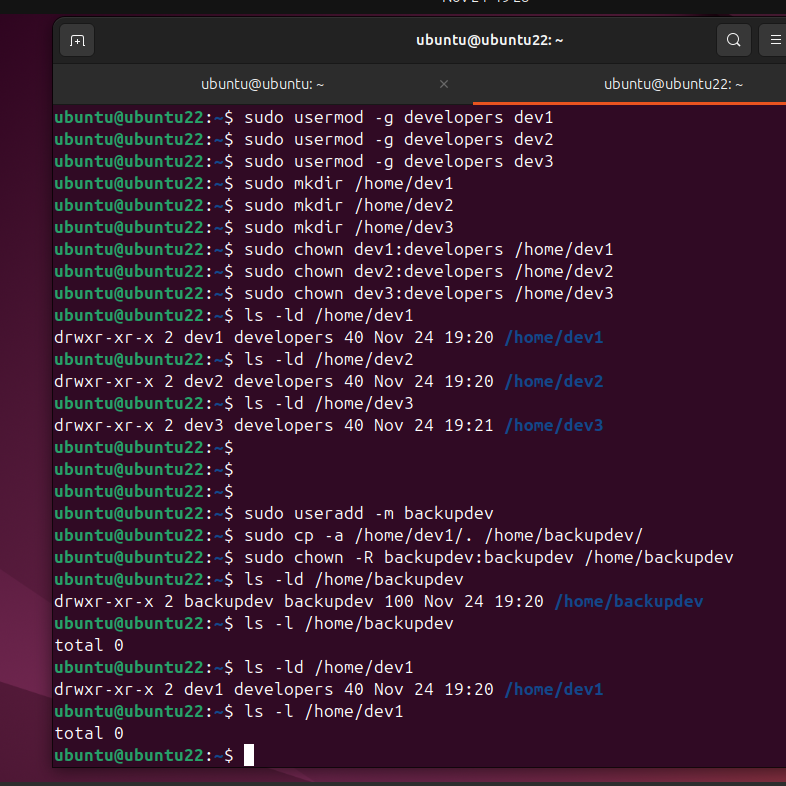 ubuntu@ubuntu22: ~
ubuntu@ubuntu: ~ ×
ubuntu@ubuntu22: ~
ubuntu@ubuntu22:~$ sudo usermod -g developers dev1
ubuntu@ubuntu22:~$ sudo usermod -g developers dev2
ubuntu@ubuntu22:~$ sudo usermod -g developers dev3
ubuntu@ubuntu22:~$ sudo mkdir /home/dev1
ubuntu@ubuntu22:~$ sudo mkdir /home/dev2
ubuntu@ubuntu22:~$ sudo mkdir /home/dev3
ubuntu@ubuntu22:~$ sudo chown dev1:developers /home/dev1
ubuntu@ubuntu22:~$ sudo chown dev2:developers /home/dev2
ubuntu@ubuntu22:~$ sudo chown dev3:developers /home/dev3
ubuntu@ubuntu22:~$ ls -ld /home/dev1
drwxr-xr-x 2 dev1 developers 40 Nov 24 19:20 /home/dev1
ubuntu@ubuntu22:~$ ls -ld /home/dev2
drwxr-xr-x 2 dev2 developers 40 Nov 24 19:20 /home/dev2
ubuntu@ubuntu22:~$ ls -ld /home/dev3
drwxr-xr-x 2 dev3 developers 40 Nov 24 19:21 /home/dev3
ubuntu@ubuntu22:~$
ubuntu@ubuntu22:~$
ubuntu@ubuntu22:~$
ubuntu@ubuntu22:~$ sudo useradd -m backupdev
ubuntu@ubuntu22:~$ sudo cp -a /home/dev1/. /home/backupdev/
ubuntu@ubuntu22:~$ sudo chown -R backupdev:backupdev /home/backupdev
ubuntu@ubuntu22:~$ ls -ld /home/backupdev
drwxr-xr-x 2 backupdev backupdev 100 Nov 24 19:20 /home/backupdev
ubuntu@ubuntu22:~$ ls -l /home/backupdev
total 0
ubuntu@ubuntu22:~$ ls -ld /home/dev1
drwxr-xr-x 2 dev1 developers 40 Nov 24 19:20 /home/dev1
ubuntu@ubuntu22:~$ ls -l /home/dev1
total 0
ubuntu@ubuntu22:~$